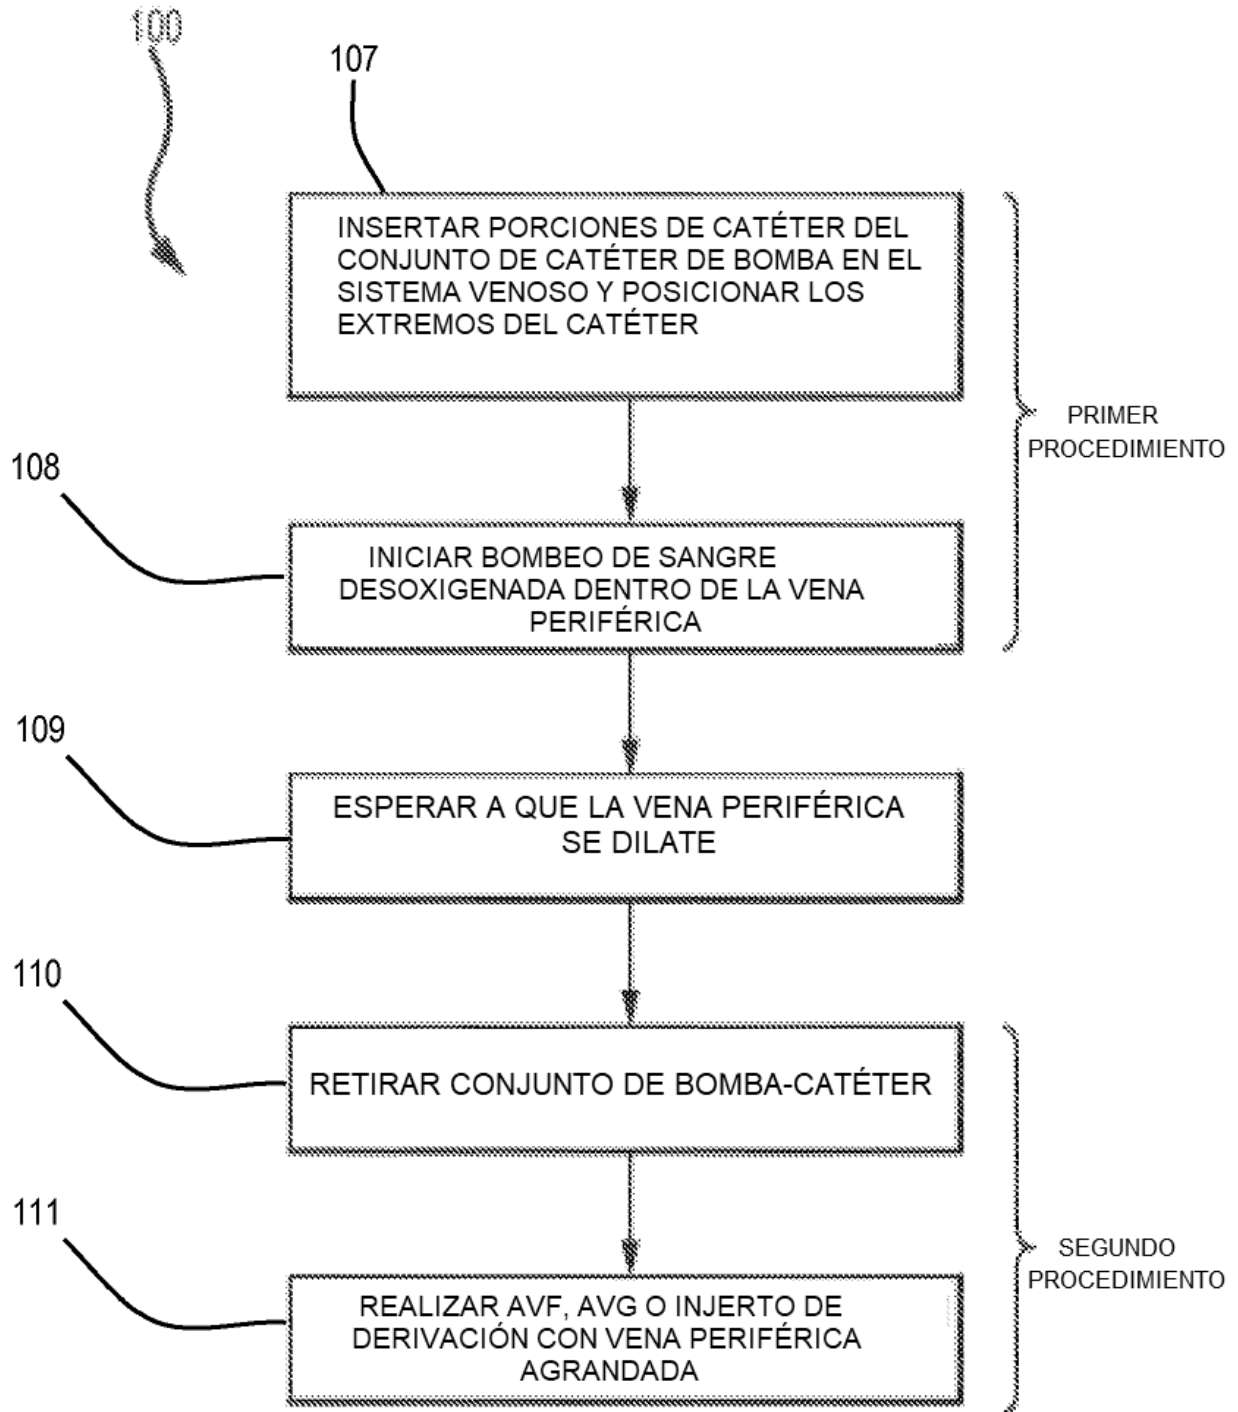 100
107
INSERTAR PORCIONES DE CATÉTER DEL
CONJUNTO DE CATÉTER DE BOMBA EN EL
SISTEMA VENOSO Y POSICIONAR LOS
EXTREMOS DEL CATÉTER
PRIMER
PROCEDIMIENTO
108
INICIAR BOMBEO DE SANGRE
DESOXIGENADA DENTRO DE LA VENA
PERIFÉRICA
109
ESPERAR A QUE LA VENA PERIFÉRICA
SE DILATE
110
RETIRAR CONJUNTO DE BOMBA-CATÉTER
111
SEGUNDO
PROCEDIMIENTO
REALIZAR AVF, AVG O INJERTO DE
DERIVACIÓN CON VENA PERIFÉRICA
AGRANDADA